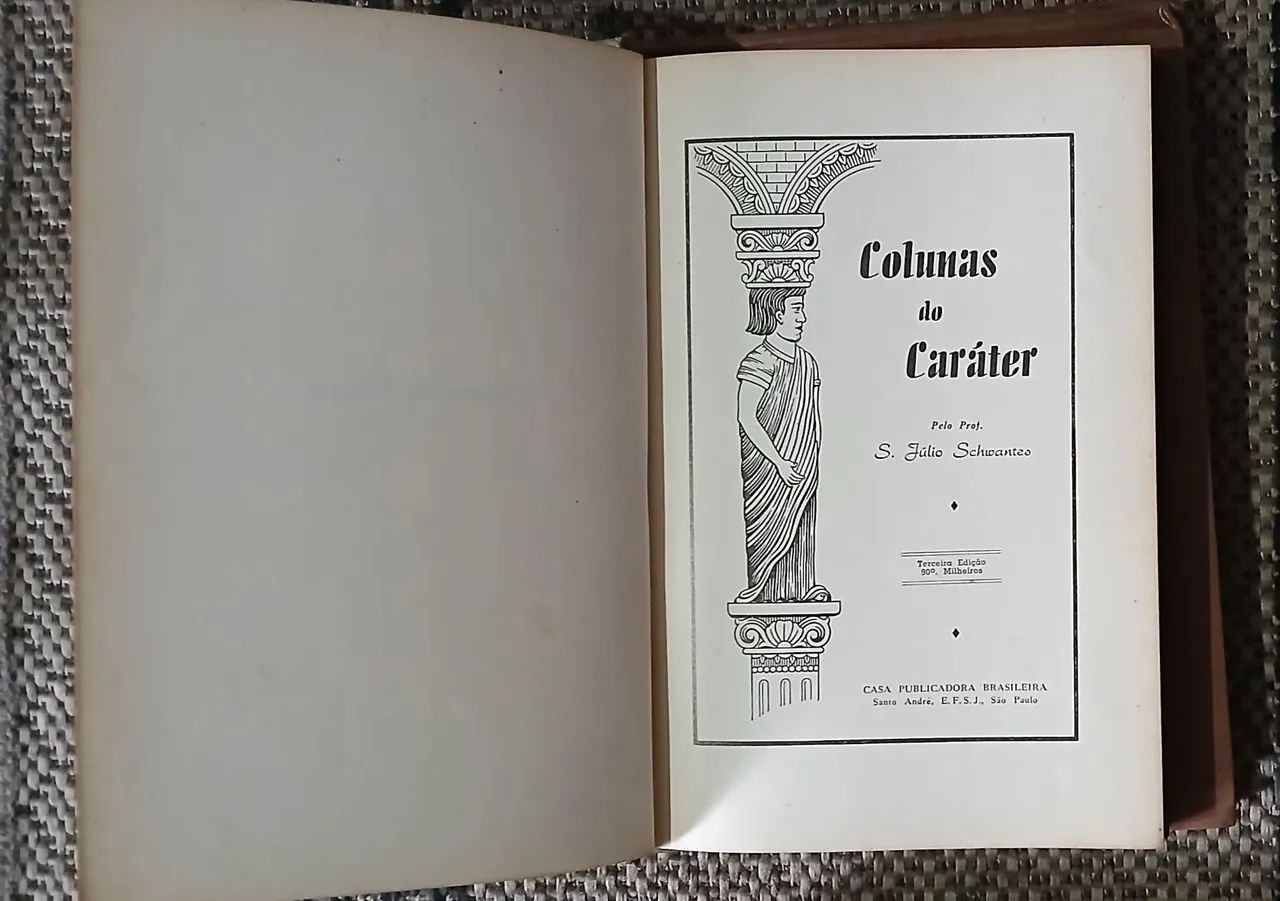 Colunas
do
Caráter
Pelo Prof.
S. Júlio Schwantes
Terceira Edição
90º. Milheiros
CASA PUBLICADORA BRASILEIRA
Santo André, E. F. S. J., São Paulo